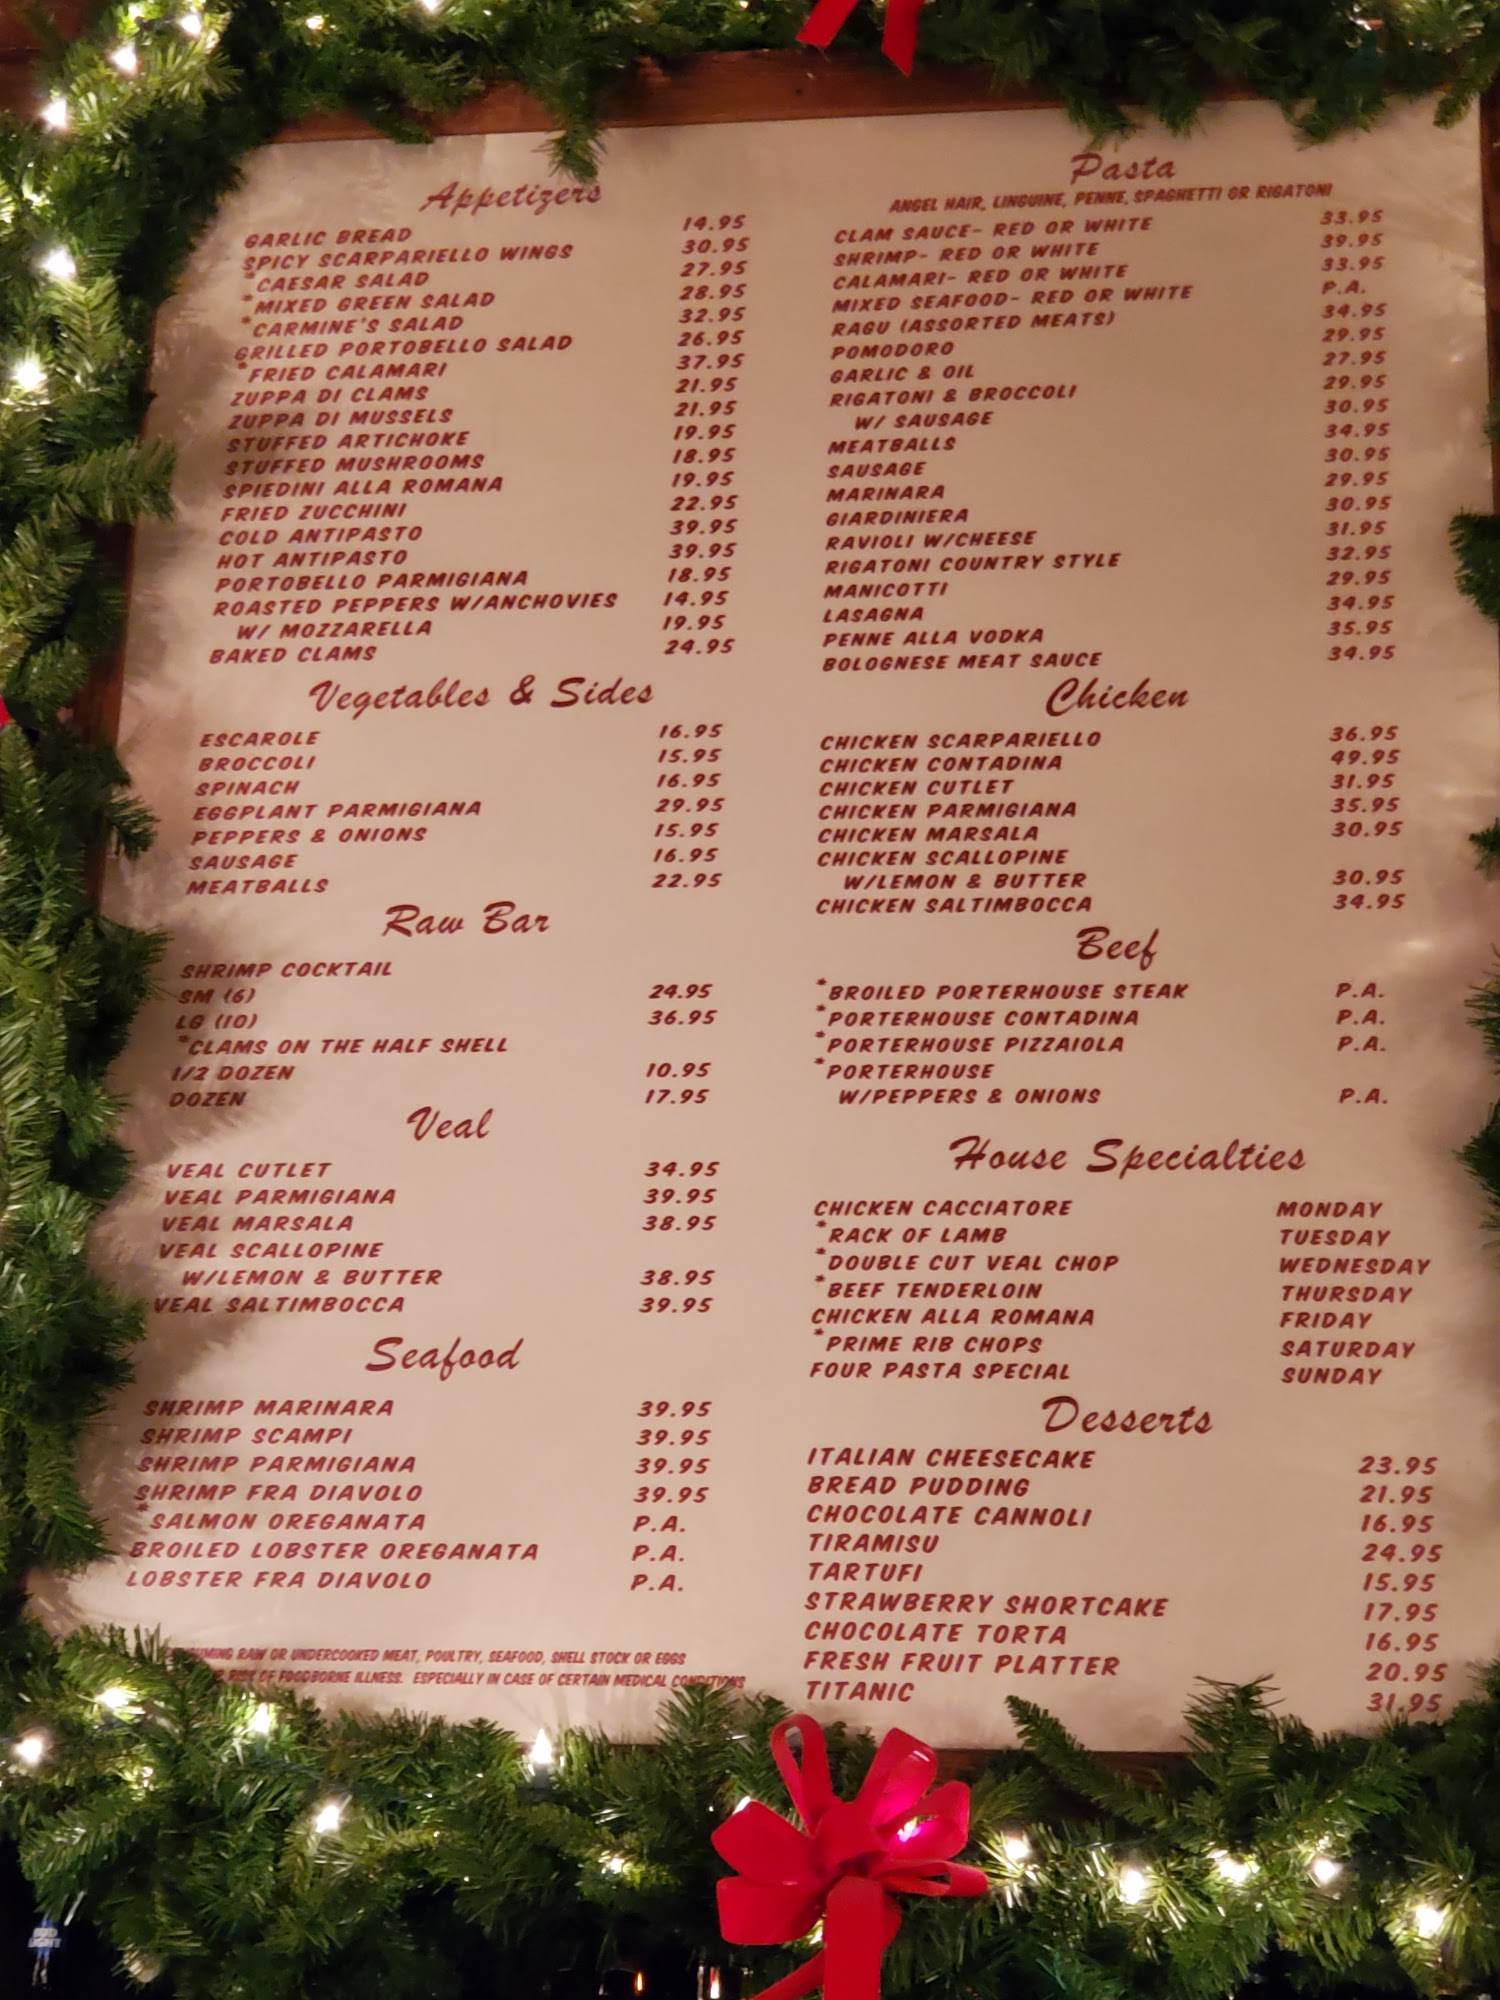 Appetizers
GARLIC BREAD 14.95
SPICY SCARPARIELLO WINGS 30.95
*CAESAR SALAD 27.95
*MIXED GREEN SALAD 28.95
*CARMINE'S SALAD 32.95
GRILLED PORTOBELLO SALAD 26.95
*FRIED CALAMARI 37.95
ZUPPA DI CLAMS 21.95
ZUPPA DI MUSSELS 21.95
STUFFED ARTICHOKE 19.95
STUFFED MUSHROOMS 18.95
SPIEDINI ALLA ROMANA 19.95
FRIED ZUCCHINI 22.95
COLD ANTIPASTO 39.95
HOT ANTIPASTO 39.95
PORTOBELLO PARMIGIANA 18.95
ROASTED PEPPERS W/ANCHOVIES 14.95
W/ MOZZARELLA 19.95
BAKED CLAMS 24.95
Vegetables & Sides
ESCAROLE 16.95
BROCCOLI 15.95
SPINACH 16.95
EGGPLANT PARMIGIANA 29.95
PEPPERS & ONIONS 15.95
SAUSAGE 16.95
MEATBALLS 22.95
Raw Bar
SHRIMP COCKTAIL
SM (6) 24.95
LG (10) 36.95
*CLAMS ON THE HALF SHELL
1/2 DOZEN 10.95
DOZEN 17.95
Veal
VEAL CUTLET 34.95
VEAL PARMIGIANA 39.95
VEAL MARSALA 38.95
VEAL SCALLOPINE
W/LEMON & BUTTER 38.95
VEAL SALTIMBOCCA 39.95
Seafood
SHRIMP MARINARA 39.95
SHRIMP SCAMPI 39.95
SHRIMP PARMIGIANA 39.95
SHRIMP FRA DIAVOLO 39.95
*SALMON OREGANATA P.A.
BROILED LOBSTER OREGANATA P.A.
LOBSTER FRA DIAVOLO P.A.
RAW OR UNDERCOOKED MEAT, POULTRY, SEAFOOD, SHELL STOCK OR EGGS
RISK OF FOODBORNE ILLNESS. ESPECIALLY IN CASE OF CERTAIN MEDICAL CONDITIONS
Pasta
ANGEL HAIR, LINGUINE, PENNE, SPAGHETTI OR RIGATONI
CLAM SAUCE- RED OR WHITE 33.95
SHRIMP- RED OR WHITE 39.95
CALAMARI- RED OR WHITE 33.95
MIXED SEAFOOD- RED OR WHITE P.A.
RAGU (ASSORTED MEATS) 34.95
POMODORO 29.95
GARLIC & OIL 27.95
RIGATONI & BROCCOLI 29.95
W/ SAUSAGE 30.95
MEATBALLS 34.95
SAUSAGE 30.95
MARINARA 29.95
GIARDINIERA 30.95
RAVIOLI W/CHEESE 31.95
RIGATONI COUNTRY STYLE 32.95
MANICOTTI 29.95
LASAGNA 34.95
PENNE ALLA VODKA 35.95
BOLOGNESE MEAT SAUCE 34.95
Chicken
CHICKEN SCARPARIELLO 36.95
CHICKEN CONTADINA 49.95
CHICKEN CUTLET 31.95
CHICKEN PARMIGIANA 35.95
CHICKEN MARSALA 30.95
CHICKEN SCALLOPINE
W/LEMON & BUTTER 30.95
CHICKEN SALTIMBOCCA 34.95
Beef
*BROILED PORTERHOUSE STEAK P.A.
*PORTERHOUSE CONTADINA P.A.
*PORTERHOUSE PIZZAIOLA P.A.
*PORTERHOUSE
W/PEPPERS & ONIONS P.A.
House Specialties
CHICKEN CACCIATORE MONDAY
*RACK OF LAMB TUESDAY
*DOUBLE CUT VEAL CHOP WEDNESDAY
*BEEF TENDERLOIN THURSDAY
CHICKEN ALLA ROMANA FRIDAY
*PRIME RIB CHOPS SATURDAY
FOUR PASTA SPECIAL SUNDAY
Desserts
ITALIAN CHEESECAKE 23.95
BREAD PUDDING 21.95
CHOCOLATE CANNOLI 16.95
TIRAMISU 24.95
TARTUFI 15.95
STRAWBERRY SHORTCAKE 17.95
CHOCOLATE TORTA 16.95
FRESH FRUIT PLATTER 20.95
TITANIC 31.95
BUD
LIGHT